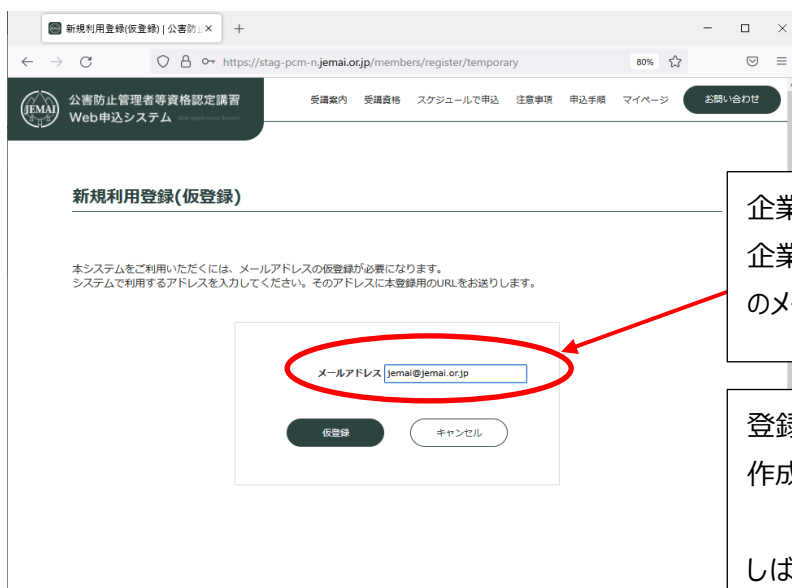 新規利用登録(仮登録) | 公害防止
https://stag-pcm-n.jemai.or.jp/members/register/temporary
80%
JEMAI
公害防止管理者等資格認定講習
Web申込システム Web Application System
受講案内 受講資格 スケジュールで申込 注意事項 申込手順 マイページ お問い合わせ
新規利用登録(仮登録)
本システムをご利用いただくには、メールアドレスの仮登録が必要になります。
システムで利用するアドレスを入力してください。そのアドレスに本登録用のURLをお送りします。
メールアドレス jemai@jemai.or.jp
仮登録 キャンセル
企業
企業
のメ
登録
作成
しば